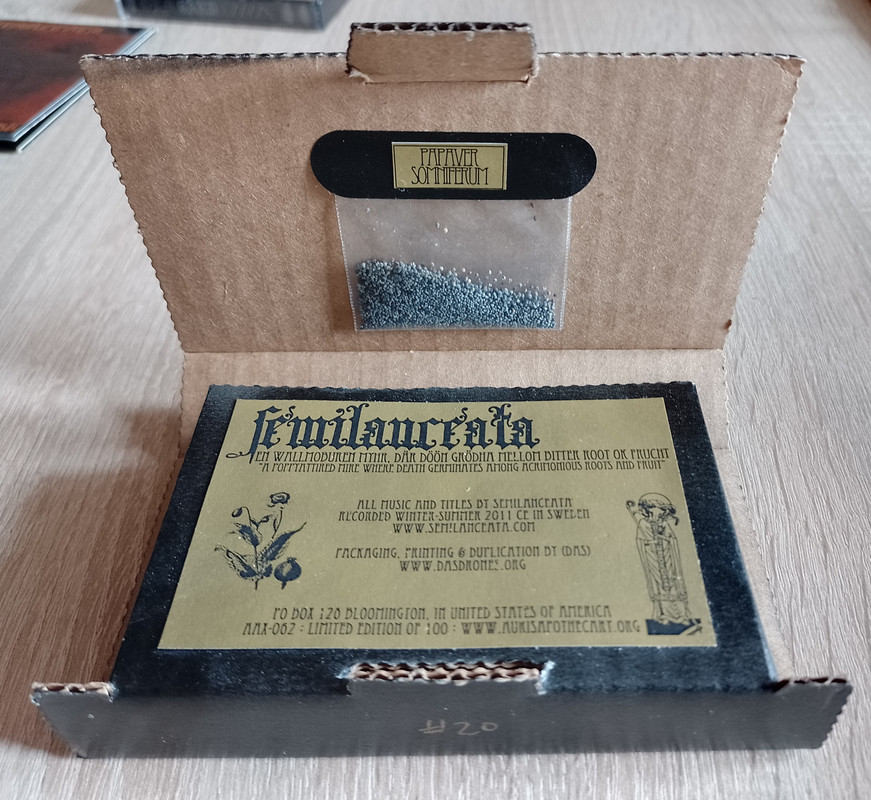 PAPAVER
SOMNIFERUM
semilanceata
EN WALLMODUREN MYHR, DÄR DÖÖN GRÖDHA MELLOM BITTER ROOT OK FRUCHT
"A POPPYATTIRED MIRE WHERE DEATH GERMINATES AMONG ACRIMONIOUS ROOTS AND FRUIT"
ALL MUSIC AND TITLES BY SEMILANCEATA
RECORDED WINTER-SUMMER 2011 CE IN SWEDEN
WWW.SEMILANCEATA.COM
PACKAGING, PRINTING & DUPLICATION BY (DAS)
WWW.DASDRONES.ORG
PO BOX 120 BLOOMINGTON, IN UNITED STATES OF AMERICA
AAX-062 : LIMITED EDITION OF 100 : WWW.AURISAPOTHECARY.ORG
#20